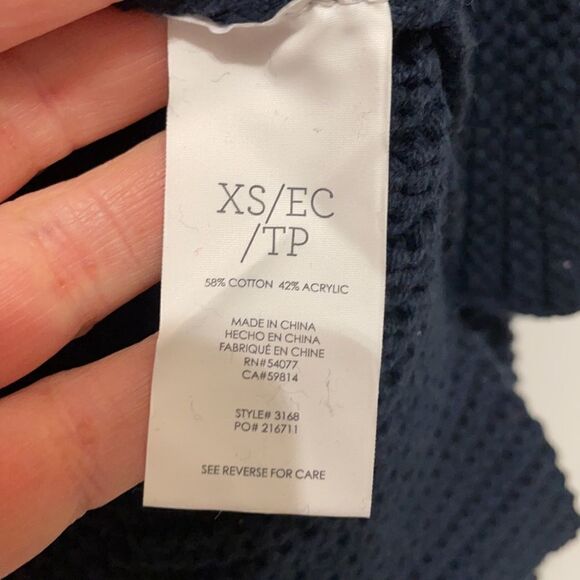 XS/EC
/TP
58% COTTON 42% ACRYLIC
MADE IN CHINA
HECHO EN CHINA
FABRIQUÉ EN CHINE
RN#54077
CA#59814
STYLE# 3168
PO# 216711
SEE REVERSE FOR CARE